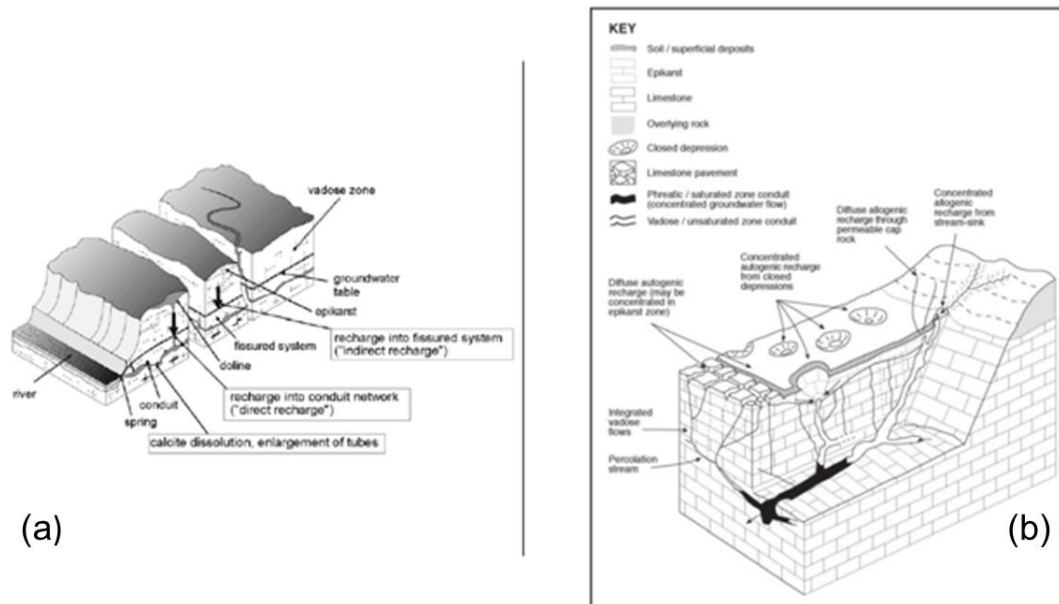 vadose zone
groundwater
table
epikarst
recharge into fissured system
("indirect recharge")
fissured system
doline
recharge into conduit network
("direct recharge")
river
conduit
spring
calcite dissolution, enlargement of tubes
(a)
KEY
Soil / superficial deposits
Epikarst
Limestone
Overlying rock
Closed depression
Limestone pavement
Phreatic / saturated zone conduit
(concentrated groundwater flow)
Vadose / unsaturated zone conduit
Concentrated
allogenic
recharge from
stream-sink
Diffuse allogenic
recharge through
permeable cap
rock
Concentrated
autogenic recharge
from closed
depressions
Diffuse autogenic
recharge (may be
concentrated in
epikarst zone)
Integrated
vadose
flows
Percolation
stream
(b)